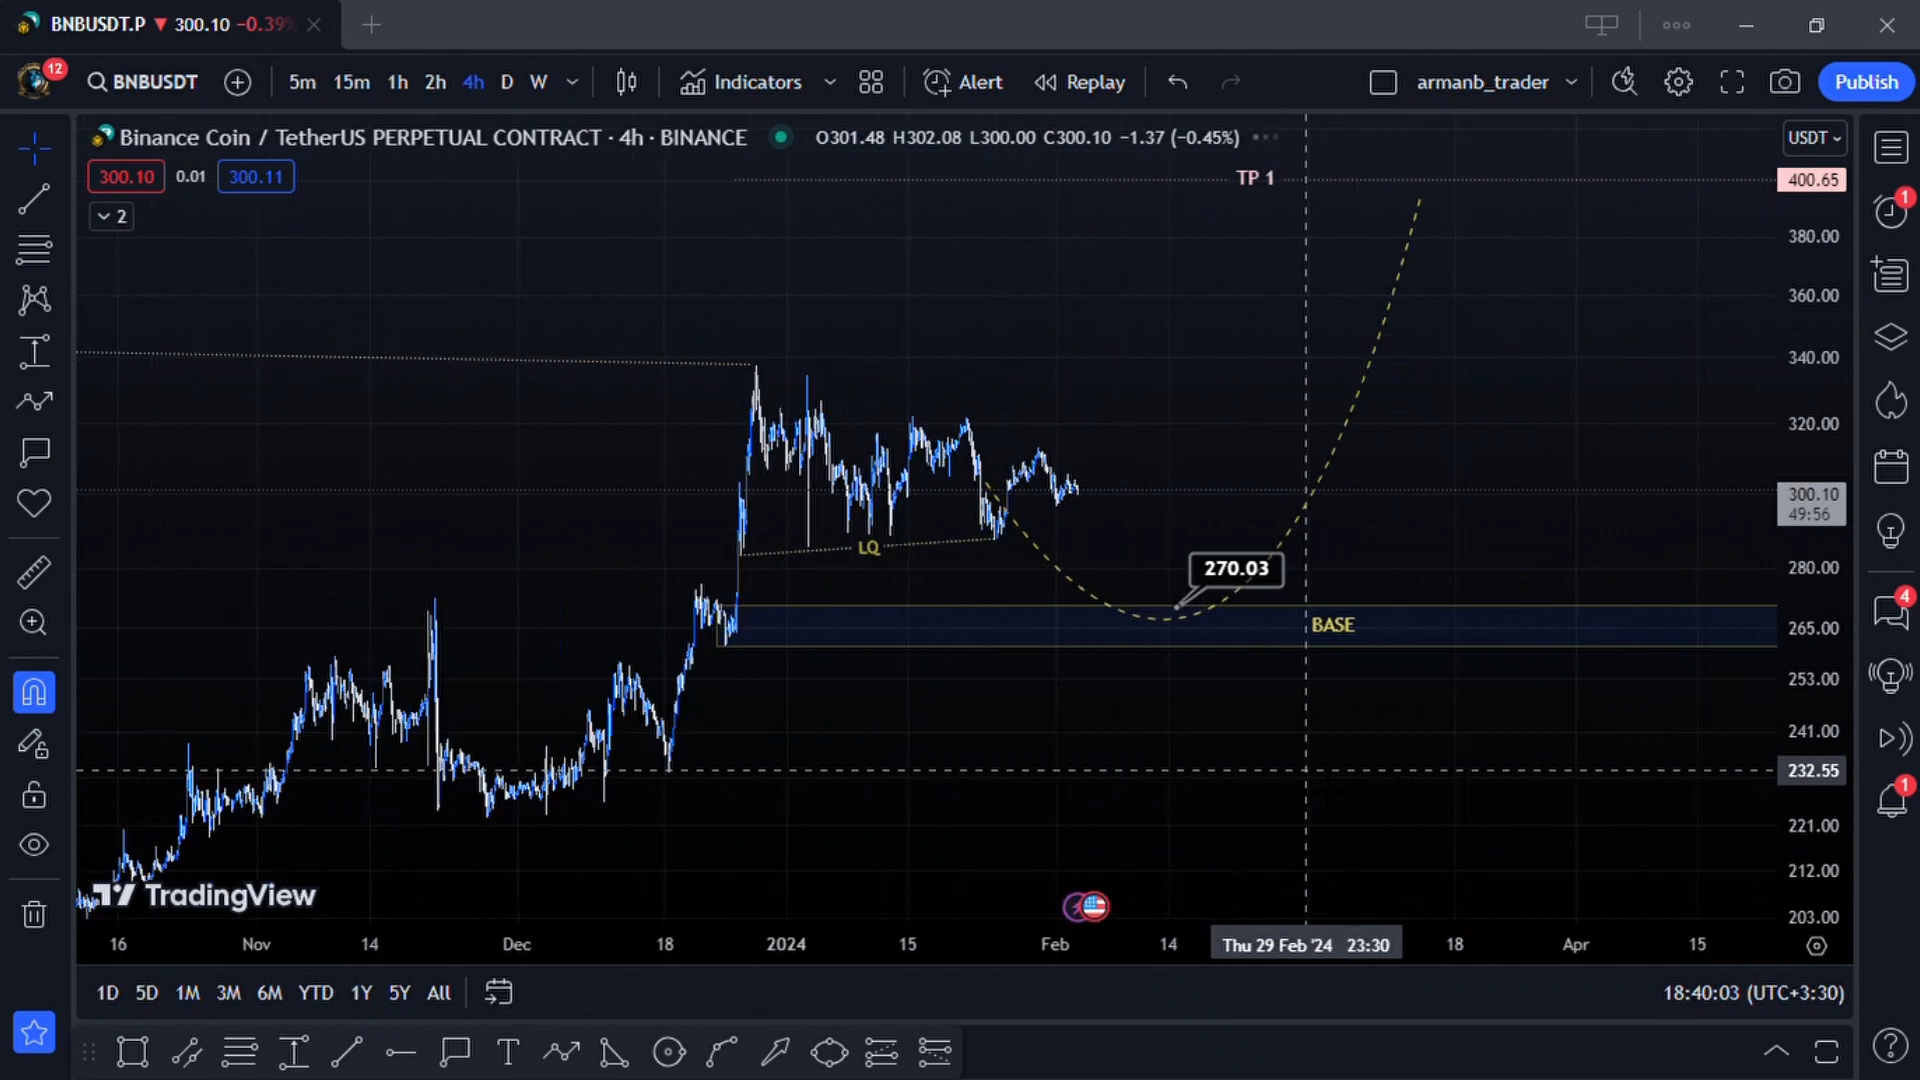 BNBUSDT.P ▼ 300.10 −0.39%
12
BNBUSDT 5m 15m 1h 2h 4h D W Indicators Alert Replay armanb_trader Publish
Binance Coin / TetherUS PERPETUAL CONTRACT · 4h · BINANCE O301.48 H302.08 L300.00 C300.10 −1.37 (−0.45%)
USDT
300.10 0.01 300.11
TP 1
400.65
2
380.00
360.00
340.00
320.00
300.10
49:56
LQ
270.03
280.00
BASE
265.00
253.00
241.00
232.55
221.00
212.00
203.00
TradingView
16 Nov 14 Dec 18 2024 15 Feb 14 Thu 29 Feb '24 23:30 18 Apr 15
1D 5D 1M 3M 6M YTD 1Y 5Y All
18:40:03 (UTC+3:30)
1
4
1